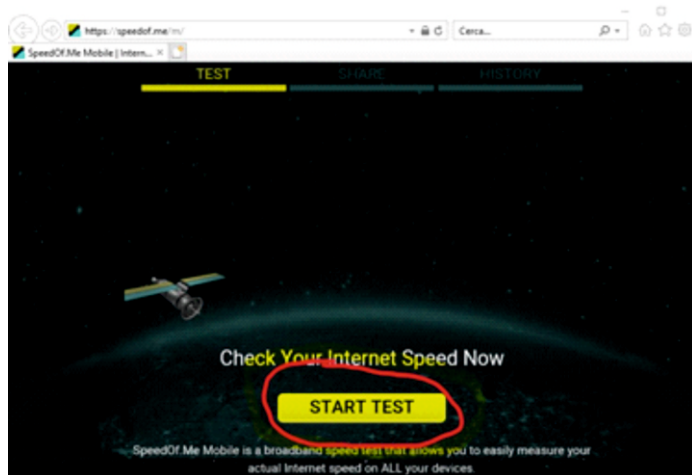 https://speedof.me/m/
Cerca...
SpeedOf.Me Mobile | Intern...
TEST
SHARE
HISTORY
Check Your Internet Speed Now
START TEST
SpeedOf.Me Mobile is a broadband speed test that allows you to easily measure your
actual Internet speed on ALL your devices.